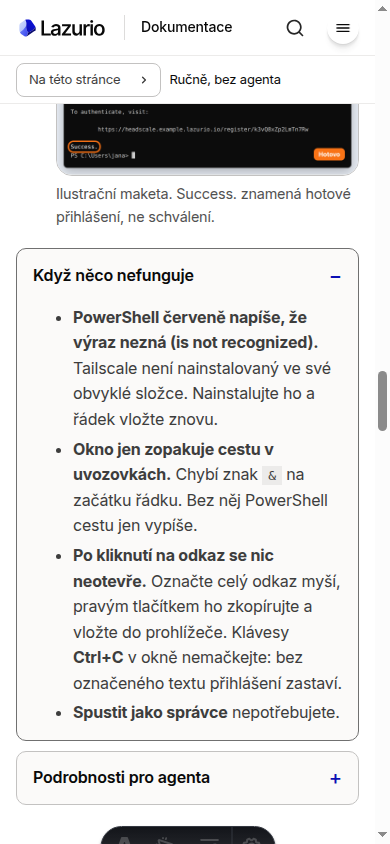 Lazurio
Dokumentace
Na této stránce
Ručně, bez agenta
To authenticate, visit:
https://headscale.example.lazurio.io/register/k3vQBxZp2LmTn7Rw
Success.
PS C:\Users\jana>
Hotovo
Ilustrační maketa. Success. znamená hotové
přihlášení, ne schválení.
Když něco nefunguje
PowerShell červeně napíše, že
výraz nezná (is not recognized).
Tailscale není nainstalovaný ve své
obvyklé složce. Nainstalujte ho a
řádek vložte znovu.
Okno jen zopakuje cestu v
uvozovkách. Chybí znak & na
začátku řádku. Bez něj PowerShell
cestu jen vypíše.
Po kliknutí na odkaz se nic
neotevře. Označte celý odkaz myší,
pravým tlačítkem ho zkopírujte a
vložte do prohlížeče. Klávesy
Ctrl+C v okně nemačkejte: bez
označeného textu přihlášení zastaví.
Spustit jako správce nepotřebujete.
Podrobnosti pro agenta